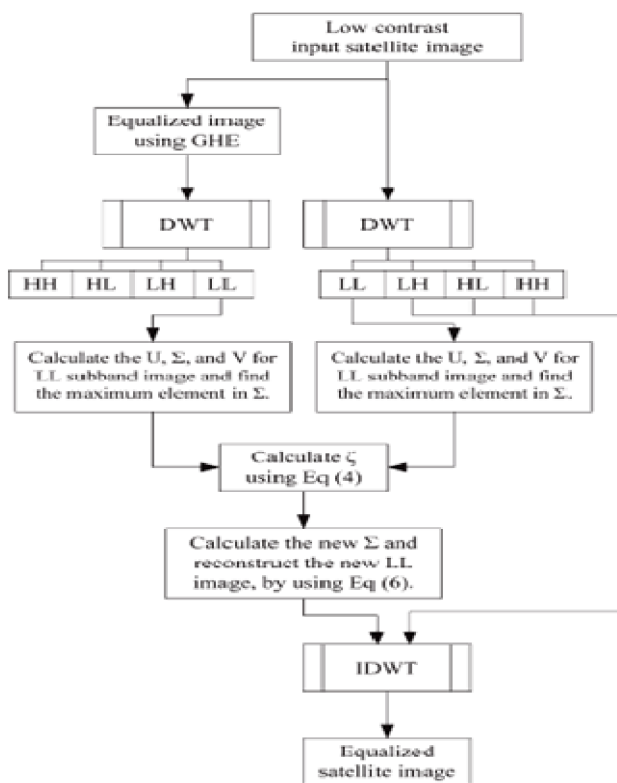 Low-contrast
input satellite image
Equalized image
using GHE
DWT
DWT
HH HL LH LL
LL LH HL HH
Calculate the U, Σ, and V for
LL subband image and find
the maximum element in Σ.
Calculate the U, Σ, and V for
LL subband image and find
the maximum element in Σ.
Calculate ζ
using Eq (4)
Calculate the new Σ and
reconstruct the new LL
image, by using Eq (6).
IDWT
Equalized
satellite image